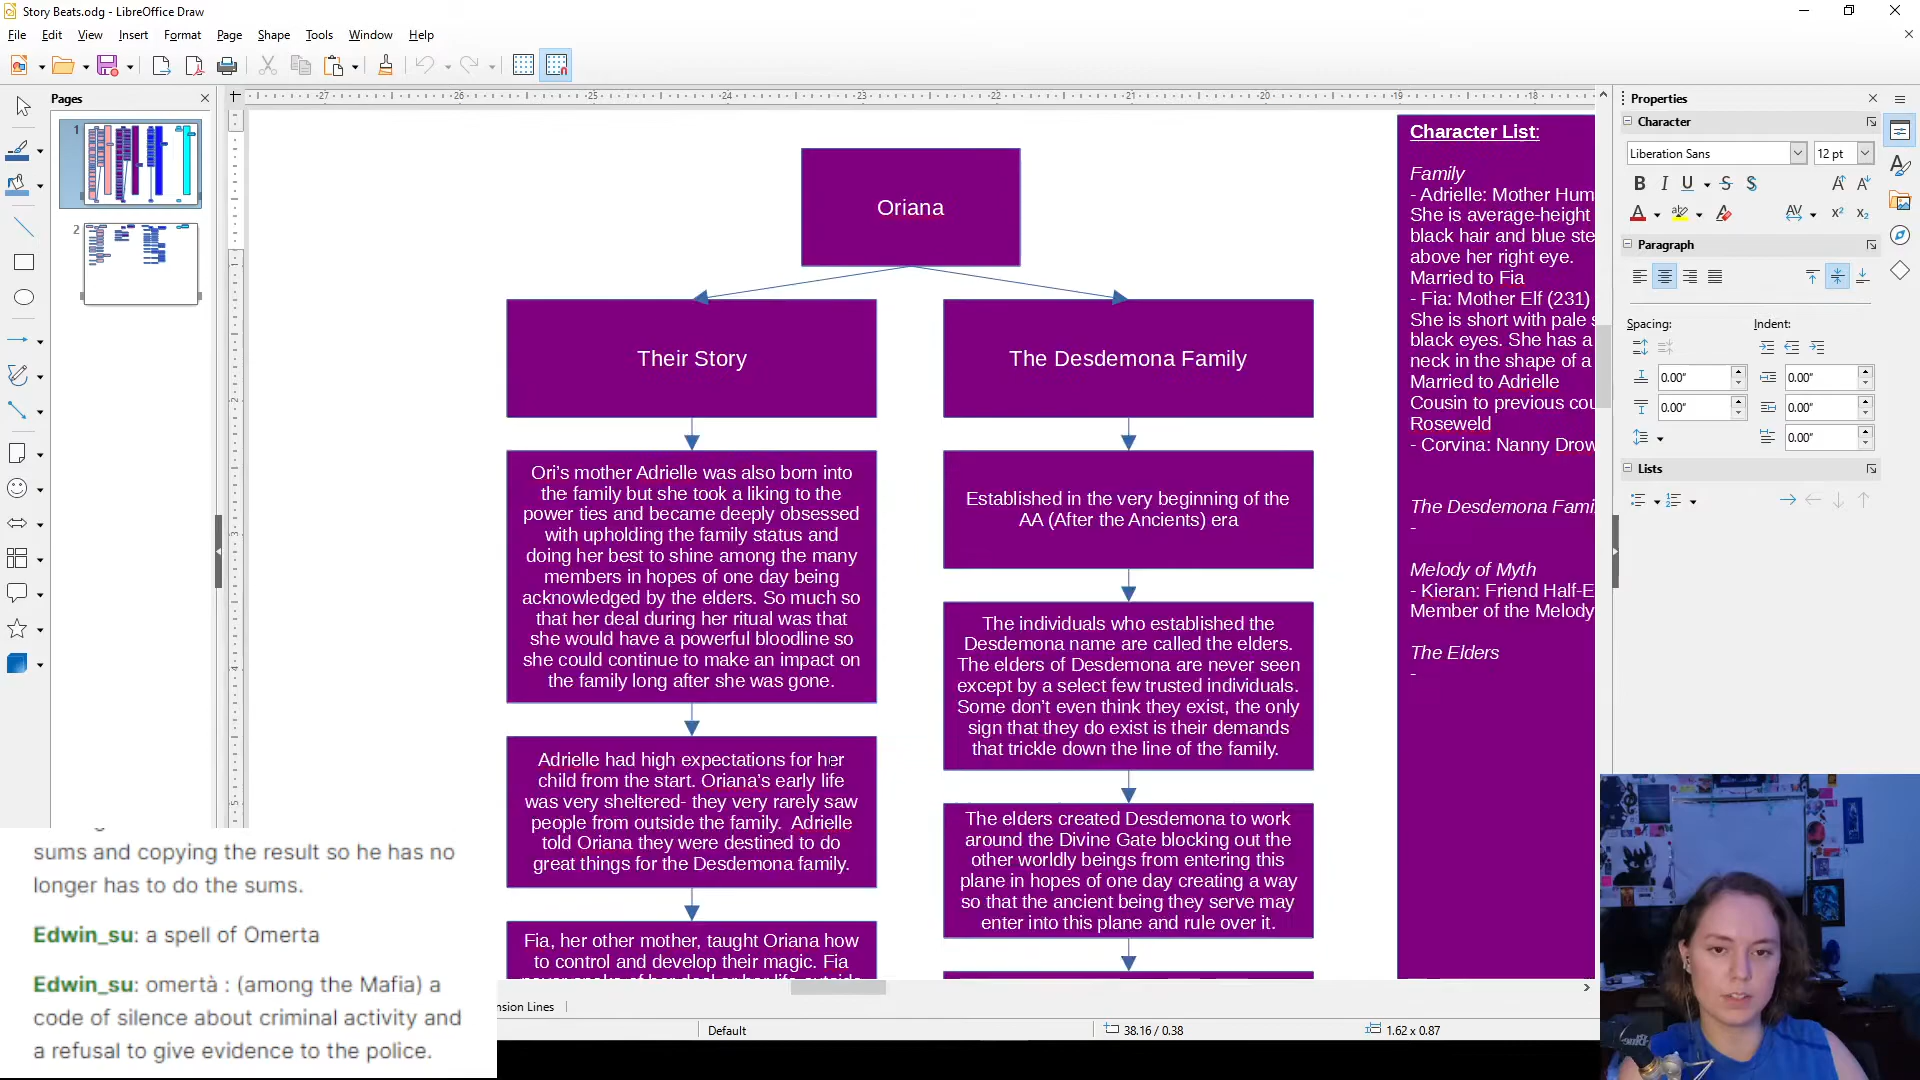 Story Beats.odg - LibreOffice Draw
File Edit View Insert Format Page Shape Tools Window Help
Pages
1
2
27 26 25 24 23 22 21 20 19 18
Oriana
Their Story
The Desdemona Family
Ori's mother Adrielle was also born into
the family but she took a liking to the
power ties and became deeply obsessed
with upholding the family status and
doing her best to shine among the many
members in hopes of one day being
acknowledged by the elders. So much so
that her deal during her ritual was that
she would have a powerful bloodline so
she could continue to make an impact on
the family long after she was gone.
Adrielle had high expectations for her
child from the start. Oriana's early life
was very sheltered- they very rarely saw
people from outside the family. Adrielle
told Oriana they were destined to do
great things for the Desdemona family.
Fia, her other mother, taught Oriana how
to control and develop their magic. Fia
Established in the very beginning of the
AA (After the Ancients) era
The individuals who established the
Desdemona name are called the elders.
The elders of Desdemona are never seen
except by a select few trusted individuals.
Some don't even think they exist, the only
sign that they do exist is their demands
that trickle down the line of the family.
The elders created Desdemona to work
around the Divine Gate blocking out the
other worldly beings from entering this
plane in hopes of one day creating a way
so that the ancient being they serve may
enter into this plane and rule over it.
Character List:
Family
- Adrielle: Mother Hum
She is average-height
black hair and blue ste
above her right eye.
Married to Fia
- Fia: Mother Elf (231)
She is short with pale s
black eyes. She has a
neck in the shape of a
Married to Adrielle
Cousin to previous cou
Roseweld
- Corvina: Nanny Drow
The Desdemona Fami
-
Melody of Myth
- Kieran: Friend Half-E
Member of the Melody
The Elders
-
Properties
Character
Liberation Sans
12 pt
Paragraph
Spacing: Indent:
0.00" 0.00"
0.00" 0.00"
0.00"
Lists
sums and copying the result so he has no
longer has to do the sums.
Edwin_su: a spell of Omerta
Edwin_su: omertà : (among the Mafia) a
code of silence about criminal activity and
a refusal to give evidence to the police.
nsion Lines
Default
38.16 / 0.38
1.62 x 0.87